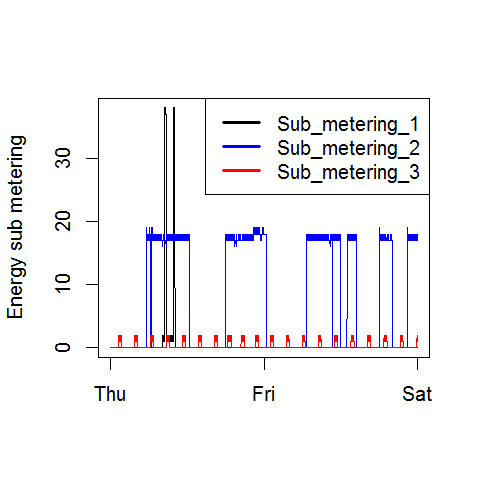 Energy sub metering
30
20
10
0
Sub_metering_1
Sub_metering_2
Sub_metering_3
Thu Fri Sat